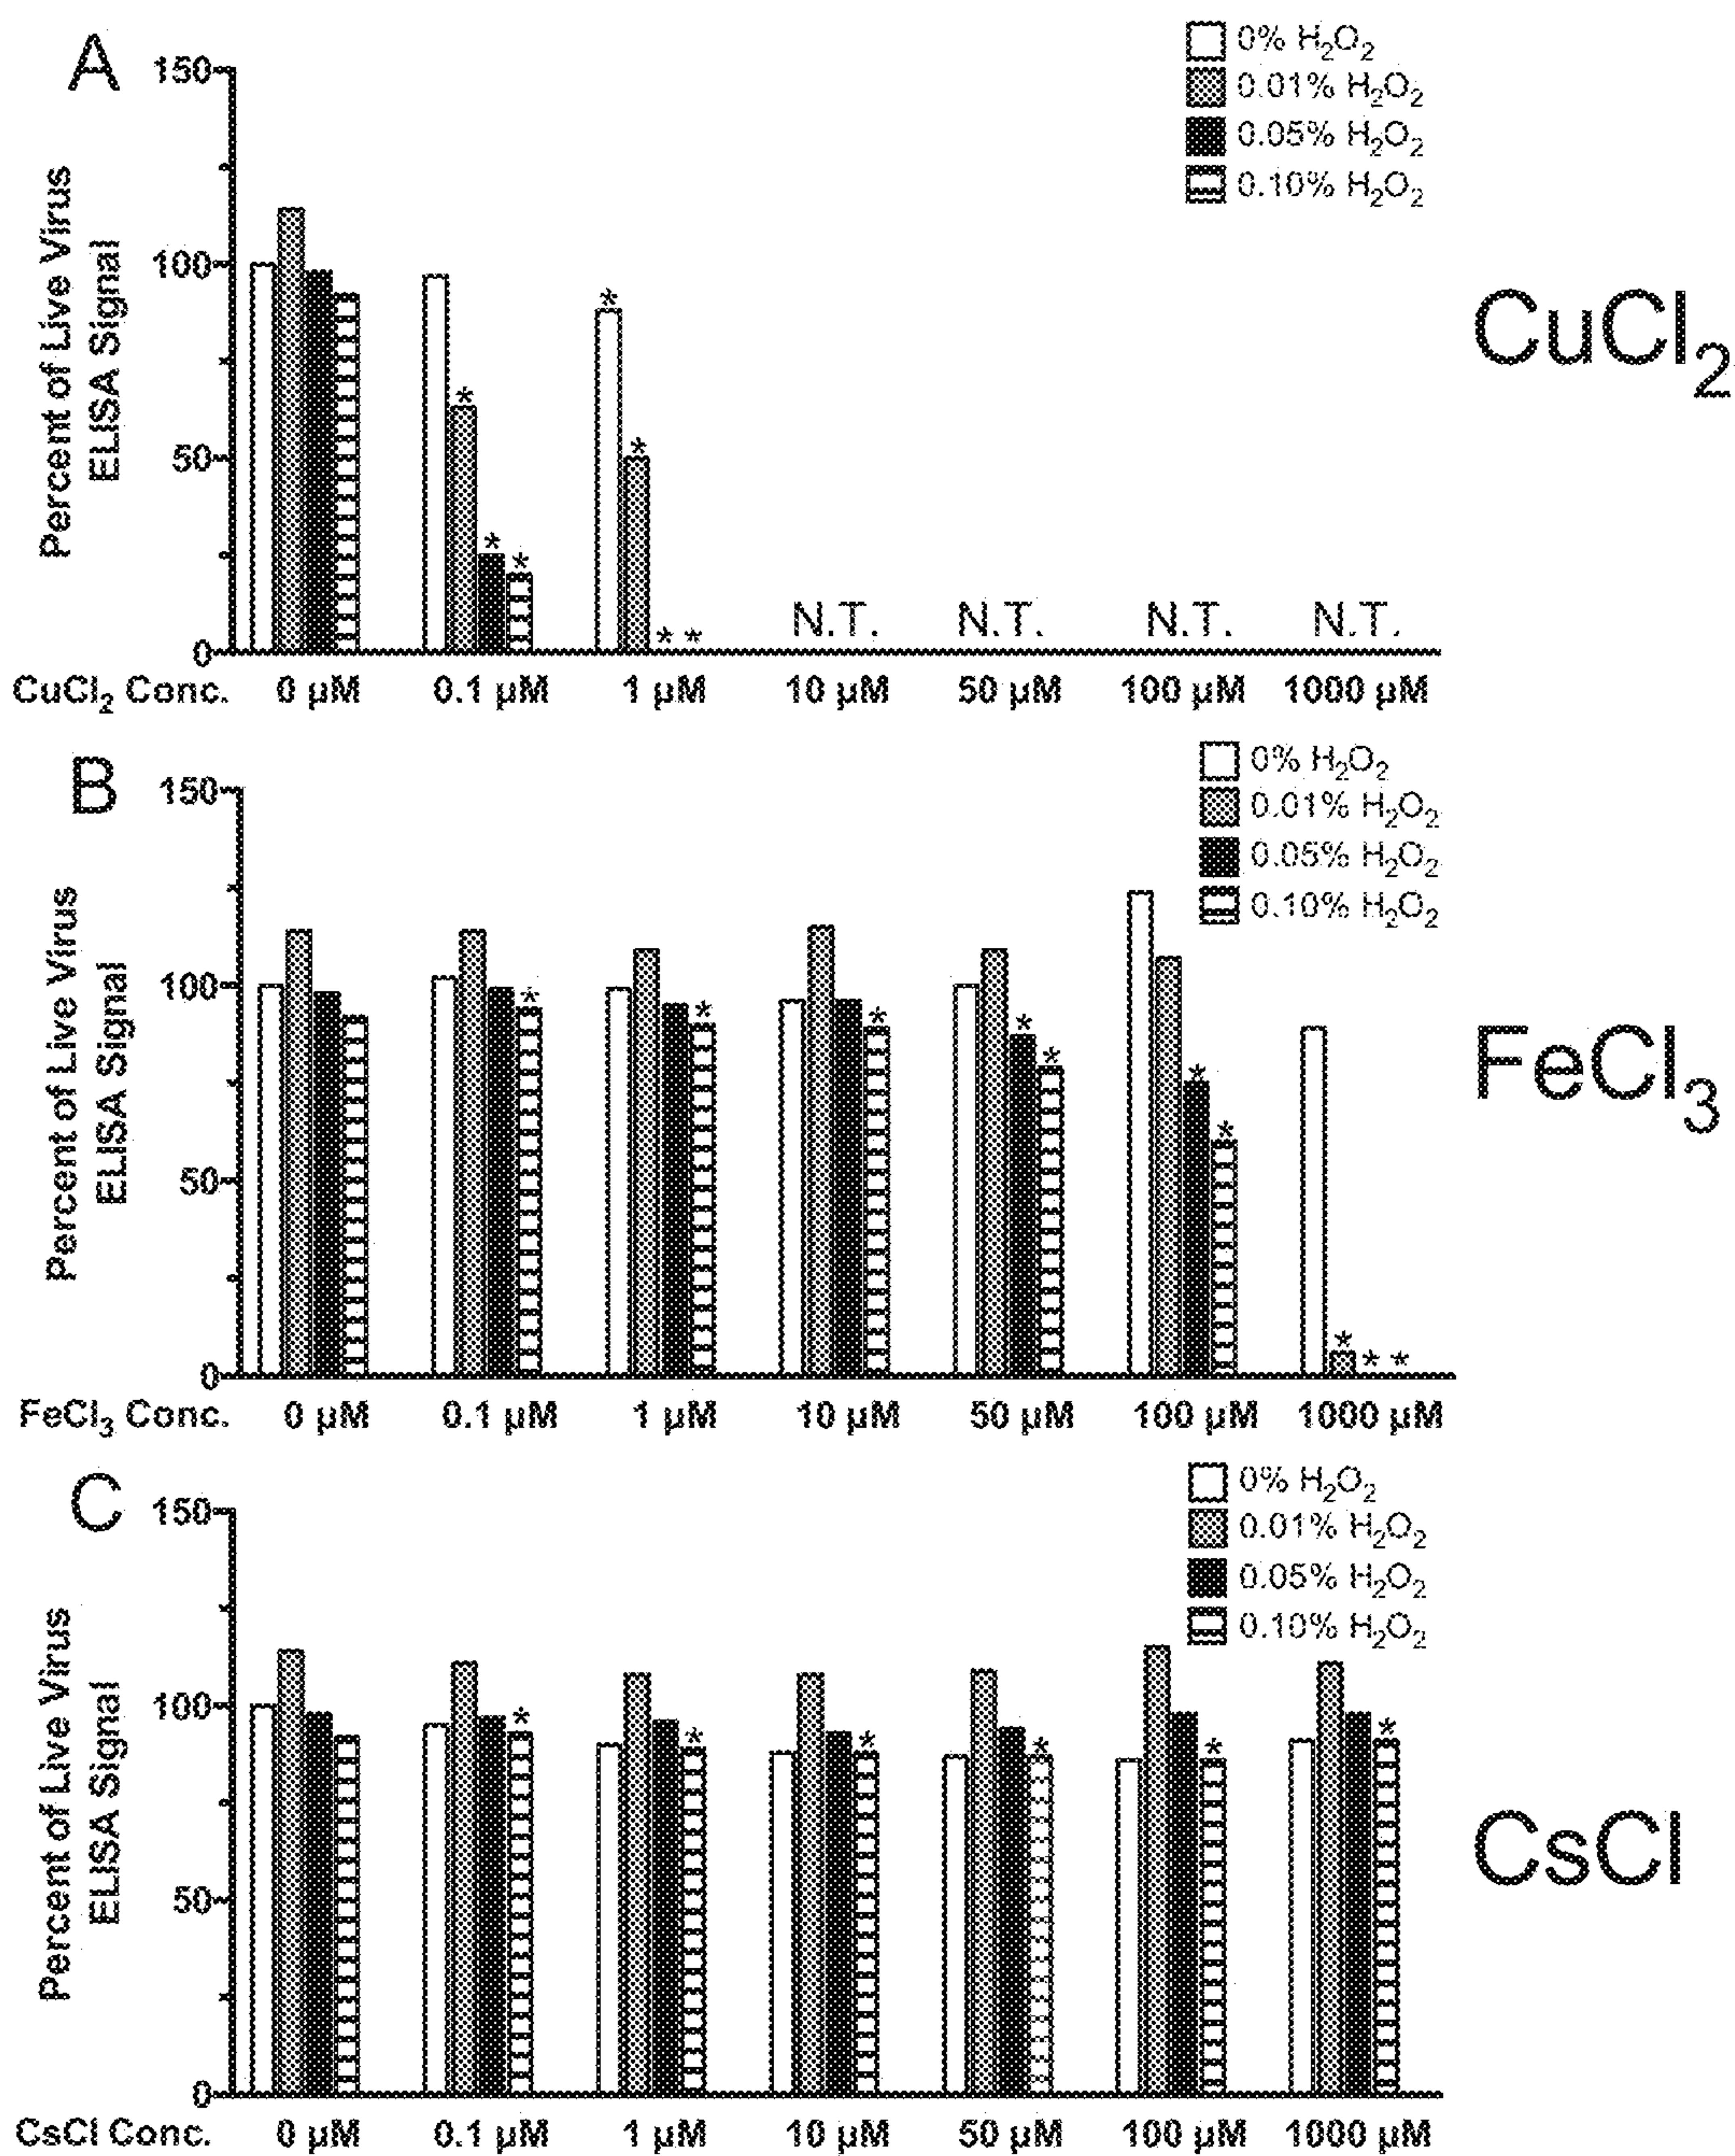 A
150
100
50
0
Percent of Live Virus
ELISA Signal
0% H₂O₂
0.01% H₂O₂
0.05% H₂O₂
0.10% H₂O₂
* * * * * * * *
N.T. N.T. N.T. N.T.
CuCl₂ Conc. 0 µM 0.1 µM 1 µM 10 µM 50 µM 100 µM 1000 µM
CuCl₂
B
150
100
50
0
Percent of Live Virus
ELISA Signal
0% H₂O₂
0.01% H₂O₂
0.05% H₂O₂
0.10% H₂O₂
* * * * * * * * * *
FeCl₃ Conc. 0 µM 0.1 µM 1 µM 10 µM 50 µM 100 µM 1000 µM
FeCl₃
C
150
100
50
0
Percent of Live Virus
ELISA Signal
0% H₂O₂
0.01% H₂O₂
0.05% H₂O₂
0.10% H₂O₂
* * * * * *
CsCl Conc. 0 µM 0.1 µM 1 µM 10 µM 50 µM 100 µM 1000 µM
CsCl